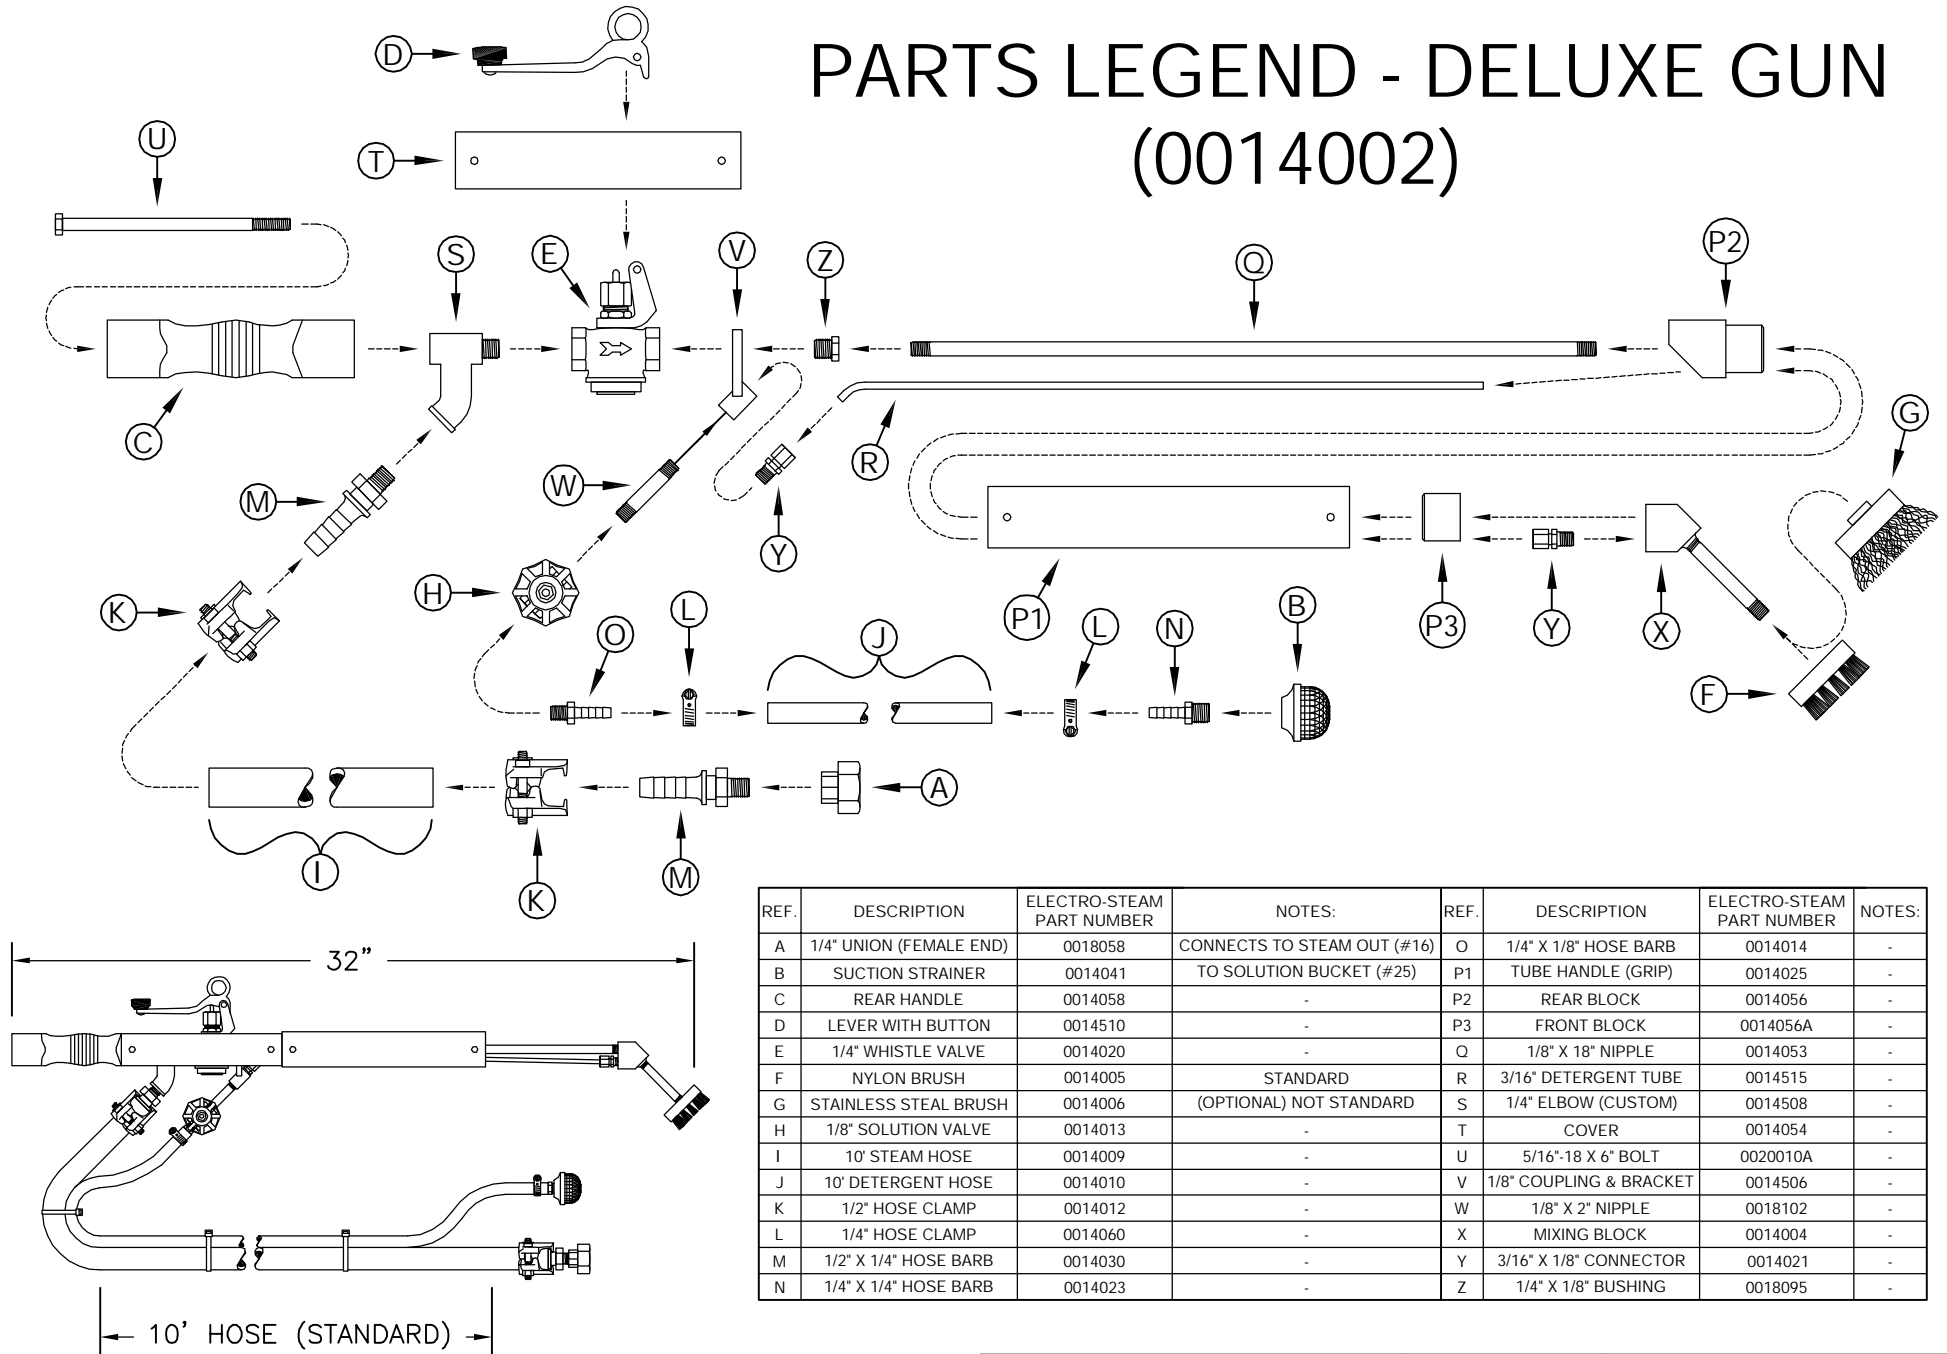 PARTS LEGEND - DELUXE GUN
(0014002)
D
U
T
S
E
V
Z
Q
P2
C
R
G
M
W
Y
K
H
L
O
J
P1
L
N
B
P3
Y
X
F
I
K
M
A
32"
10' HOSE (STANDARD)
REF. DESCRIPTION ELECTRO-STEAM PART NUMBER NOTES: REF. DESCRIPTION ELECTRO-STEAM PART NUMBER NOTES:
A 1/4" UNION (FEMALE END) 0018058 CONNECTS TO STEAM OUT (#16) O 1/4" X 1/8" HOSE BARB 0014014 -
B SUCTION STRAINER 0014041 TO SOLUTION BUCKET (#25) P1 TUBE HANDLE (GRIP) 0014025 -
C REAR HANDLE 0014058 - P2 REAR BLOCK 0014056 -
D LEVER WITH BUTTON 0014510 - P3 FRONT BLOCK 0014056A -
E 1/4" WHISTLE VALVE 0014020 - Q 1/8" X 18" NIPPLE 0014053 -
F NYLON BRUSH 0014005 STANDARD R 3/16" DETERGENT TUBE 0014515 -
G STAINLESS STEAL BRUSH 0014006 (OPTIONAL) NOT STANDARD S 1/4" ELBOW (CUSTOM) 0014508 -
H 1/8" SOLUTION VALVE 0014013 - T COVER 0014054 -
I 10' STEAM HOSE 0014009 - U 5/16"-18 X 6" BOLT 0020010A -
J 10' DETERGENT HOSE 0014010 - V 1/8" COUPLING & BRACKET 0014506 -
K 1/2" HOSE CLAMP 0014012 - W 1/8" X 2" NIPPLE 0018102 -
L 1/4" HOSE CLAMP 0014060 - X MIXING BLOCK 0014004 -
M 1/2" X 1/4" HOSE BARB 0014030 - Y 3/16" X 1/8" CONNECTOR 0014021 -
N 1/4" X 1/4" HOSE BARB 0014023 - Z 1/4" X 1/8" BUSHING 0018095 -